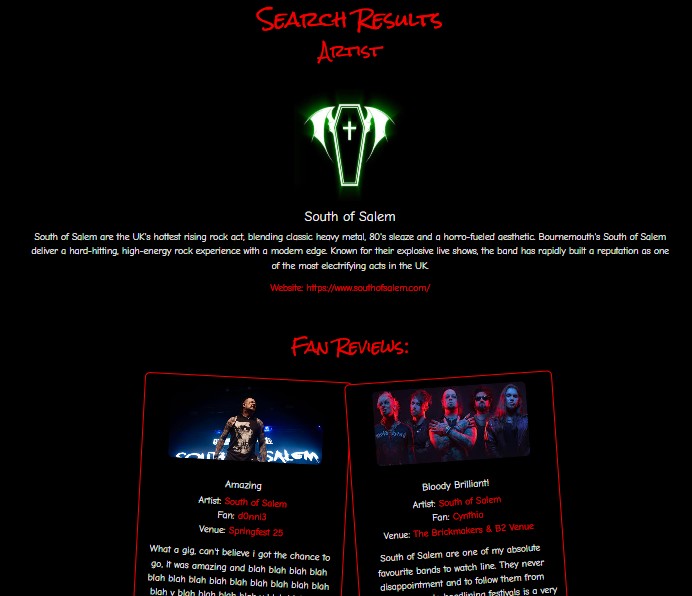 Search Results
Artist
South of Salem
South of Salem are the UK's hottest rising rock act, blending classic heavy metal, 80's sleaze and a horro-fueled aesthetic. Bournemouth's South of Salem
deliver a hard-hitting, high-energy rock experience with a modern edge. Known for their explosive live shows, the band has rapidly built a reputation as one
of the most electrifying acts in the UK.
Website: https://www.southofsalem.com/
Fan Reviews:
SOUTH OF SALEM
Amazing
Artist: South of Salem
Fan: d0nni3
Venue: Springfest 25
What a gig, can't believe i got the chance to
go, It was amazing and blah blah blah blah
blah blah blah blah blah blah blah blah blah
Bloody Brilliant!
Artist: South of Salem
Fan: Cynthia
Venue: The Brickmakers & B2 Venue
South of Salem are one of my absolute
favourite bands to watch line. They never
disappointment and to follow them from
headlining festivals is a very